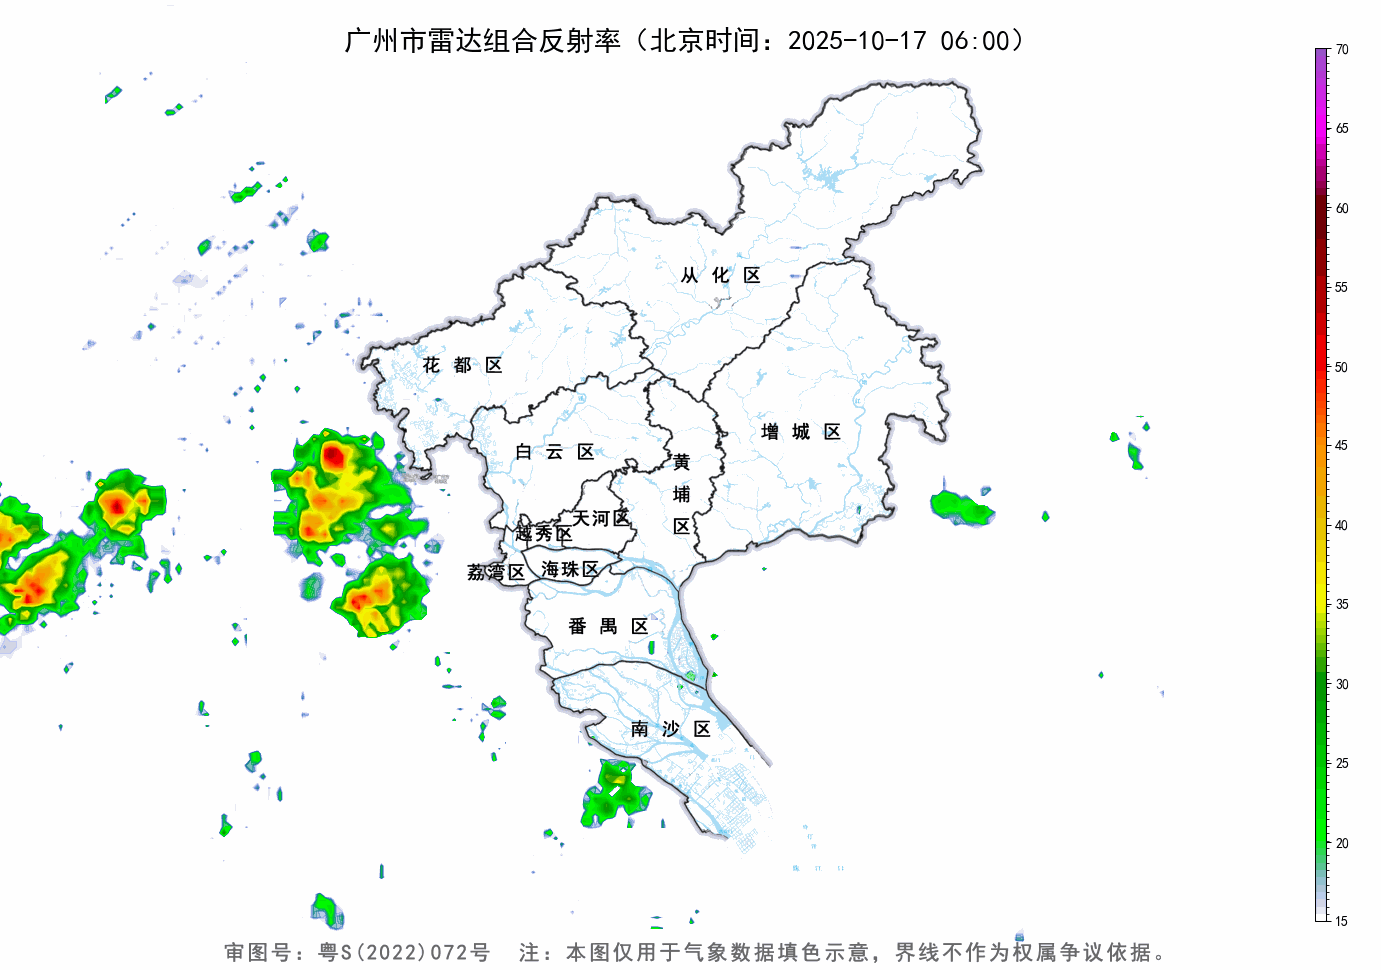 广州市雷达组合反射率（北京时间：2025-10-17 06:00）
70
65
60
55
50
45
40
35
30
25
20
15
从化区
花都区
增城区
白云区
黄埔区
天河区
越秀区
荔湾区
海珠区
番禺区
南沙区
审图号：粤S(2022)072号 注：本图仅用于气象数据填色示意，界线不作为权属争议依据。